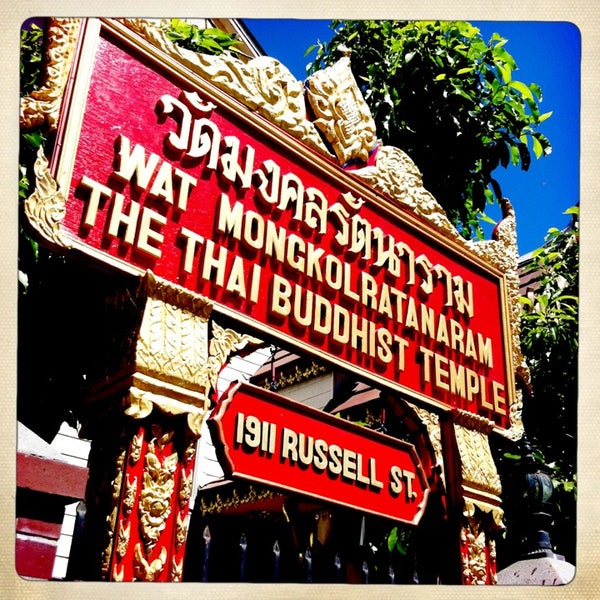 วัดมงคลรัตนาราม
WAT MONGKOLRATANARAM
THE THAI BUDDHIST TEMPLE
1911 RUSSELL ST.